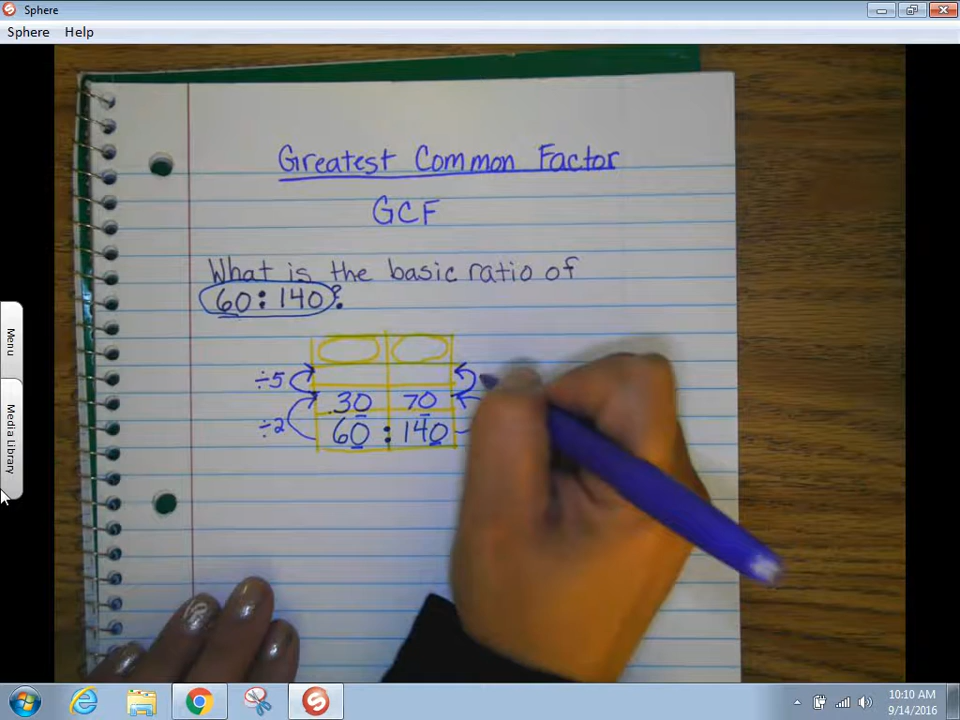 Sphere
Sphere Help
Menu
Media Library
Greatest Common Factor
GCF
What is the basic ratio of
60:140?
÷5
30 70
÷2 60 : 140
10:10 AM
9/14/2016